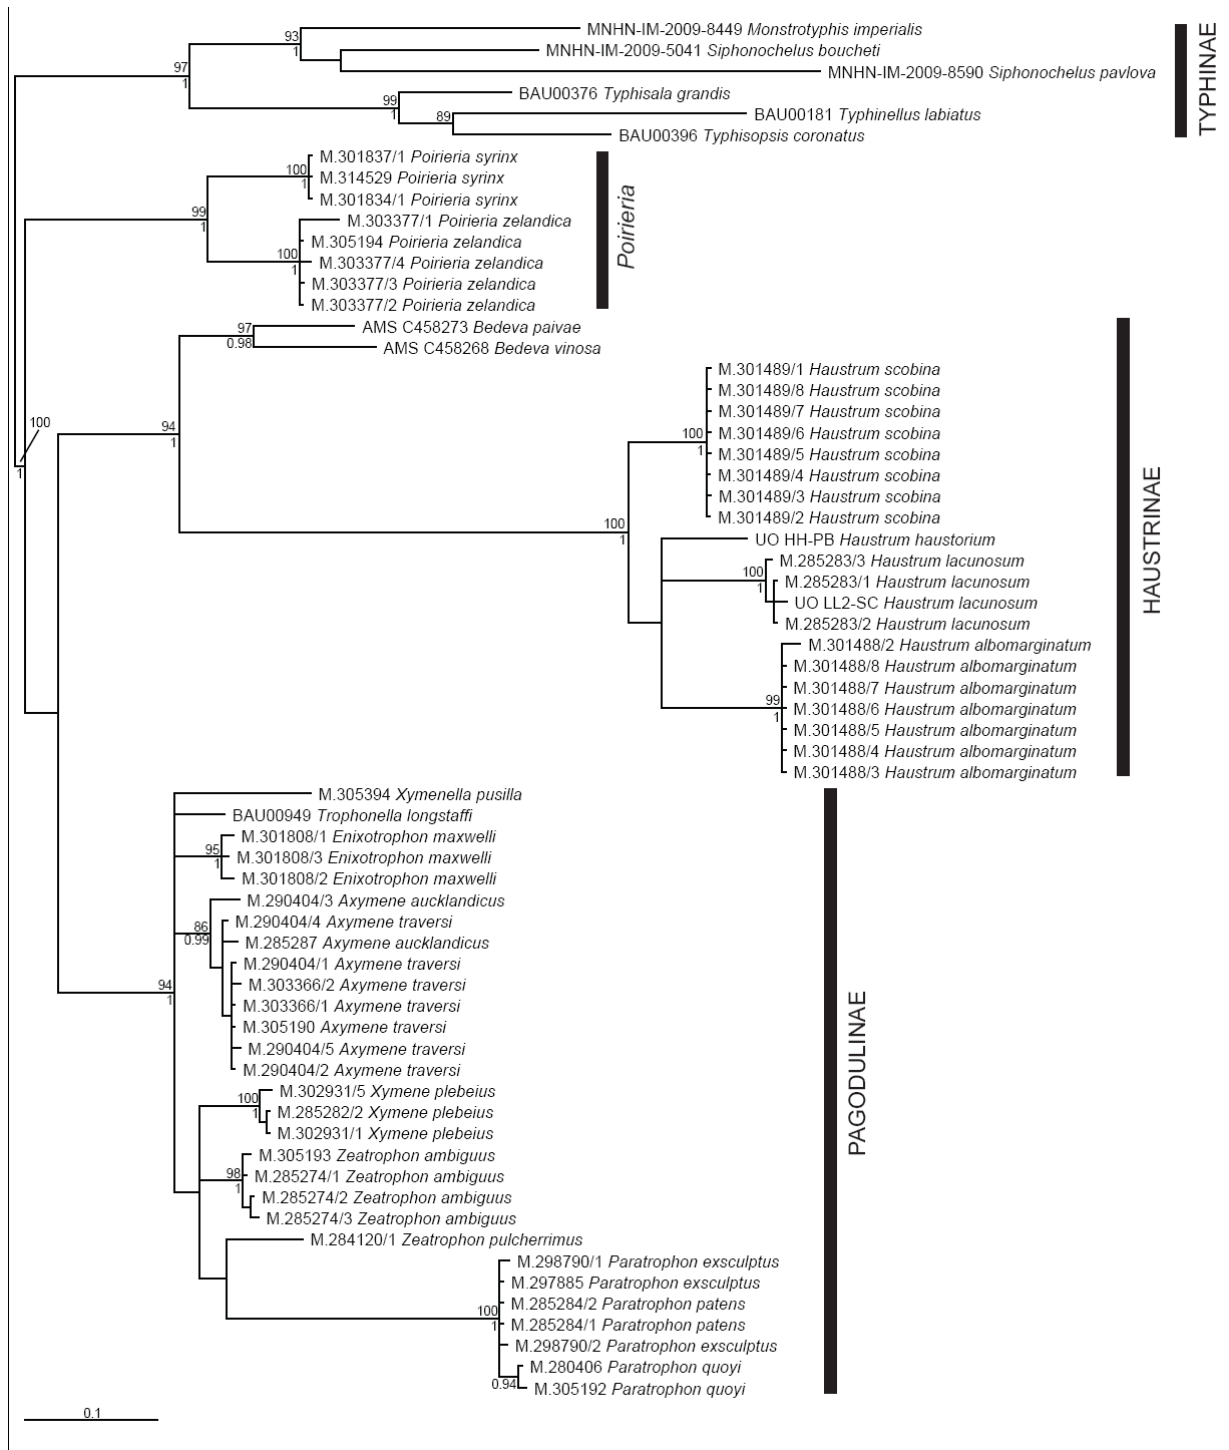 MNHN-IM-2009-8449 Monstrotyphis imperialis
93
1
MNHN-IM-2009-5041 Siphonochelus boucheti
97
1
MNHN-IM-2009-8590 Siphonochelus pavlova
BAU00376 Typhisala grandis
99
1
89
BAU00181 Typhinellus labiatus
BAU00396 Typhisopsis coronatus
TYPHINAE
M.301837/1 Poirieria syrinx
100
1
M.314529 Poirieria syrinx
M.301834/1 Poirieria syrinx
99
1
M.303377/1 Poirieria zelandica
M.305194 Poirieria zelandica
100
1
M.303377/4 Poirieria zelandica
M.303377/3 Poirieria zelandica
M.303377/2 Poirieria zelandica
Poirieria
97
0.98
AMS C458273 Bedeva paivae
AMS C458268 Bedeva vinosa
M.301489/1 Haustrum scobina
M.301489/8 Haustrum scobina
M.301489/7 Haustrum scobina
100
94
1
100
1
M.301489/6 Haustrum scobina
M.301489/5 Haustrum scobina
M.301489/4 Haustrum scobina
1
M.301489/3 Haustrum scobina
M.301489/2 Haustrum scobina
100
1
UO HH-PB Haustrum haustorium
M.285283/3 Haustrum lacunosum
100
1
M.285283/1 Haustrum lacunosum
UO LL2-SC Haustrum lacunosum
M.285283/2 Haustrum lacunosum
M.301488/2 Haustrum albomarginatum
M.301488/8 Haustrum albomarginatum
M.301488/7 Haustrum albomarginatum
99
1
M.301488/6 Haustrum albomarginatum
M.301488/5 Haustrum albomarginatum
M.301488/4 Haustrum albomarginatum
M.301488/3 Haustrum albomarginatum
HAUSTRINAE
M.305394 Xymenella pusilla
BAU00949 Trophonella longstaffi
M.301808/1 Enixotrophon maxwelli
95
1
M.301808/3 Enixotrophon maxwelli
M.301808/2 Enixotrophon maxwelli
M.290404/3 Axymene aucklandicus
M.290404/4 Axymene traversi
86
0.99
M.285287 Axymene aucklandicus
M.290404/1 Axymene traversi
M.303366/2 Axymene traversi
94
1
M.303366/1 Axymene traversi
M.305190 Axymene traversi
M.290404/5 Axymene traversi
M.290404/2 Axymene traversi
M.302931/5 Xymene plebeius
100
1
M.285282/2 Xymene plebeius
M.302931/1 Xymene plebeius
M.305193 Zeatrophon ambiguus
98
1
M.285274/1 Zeatrophon ambiguus
M.285274/2 Zeatrophon ambiguus
M.285274/3 Zeatrophon ambiguus
M.284120/1 Zeatrophon pulcherrimus
M.298790/1 Paratrophon exsculptus
M.297885 Paratrophon exsculptus
M.285284/2 Paratrophon patens
100
1
M.285284/1 Paratrophon patens
M.298790/2 Paratrophon exsculptus
M.280406 Paratrophon quoyi
0.94
M.305192 Paratrophon quoyi
PAGODULINAE
0.1